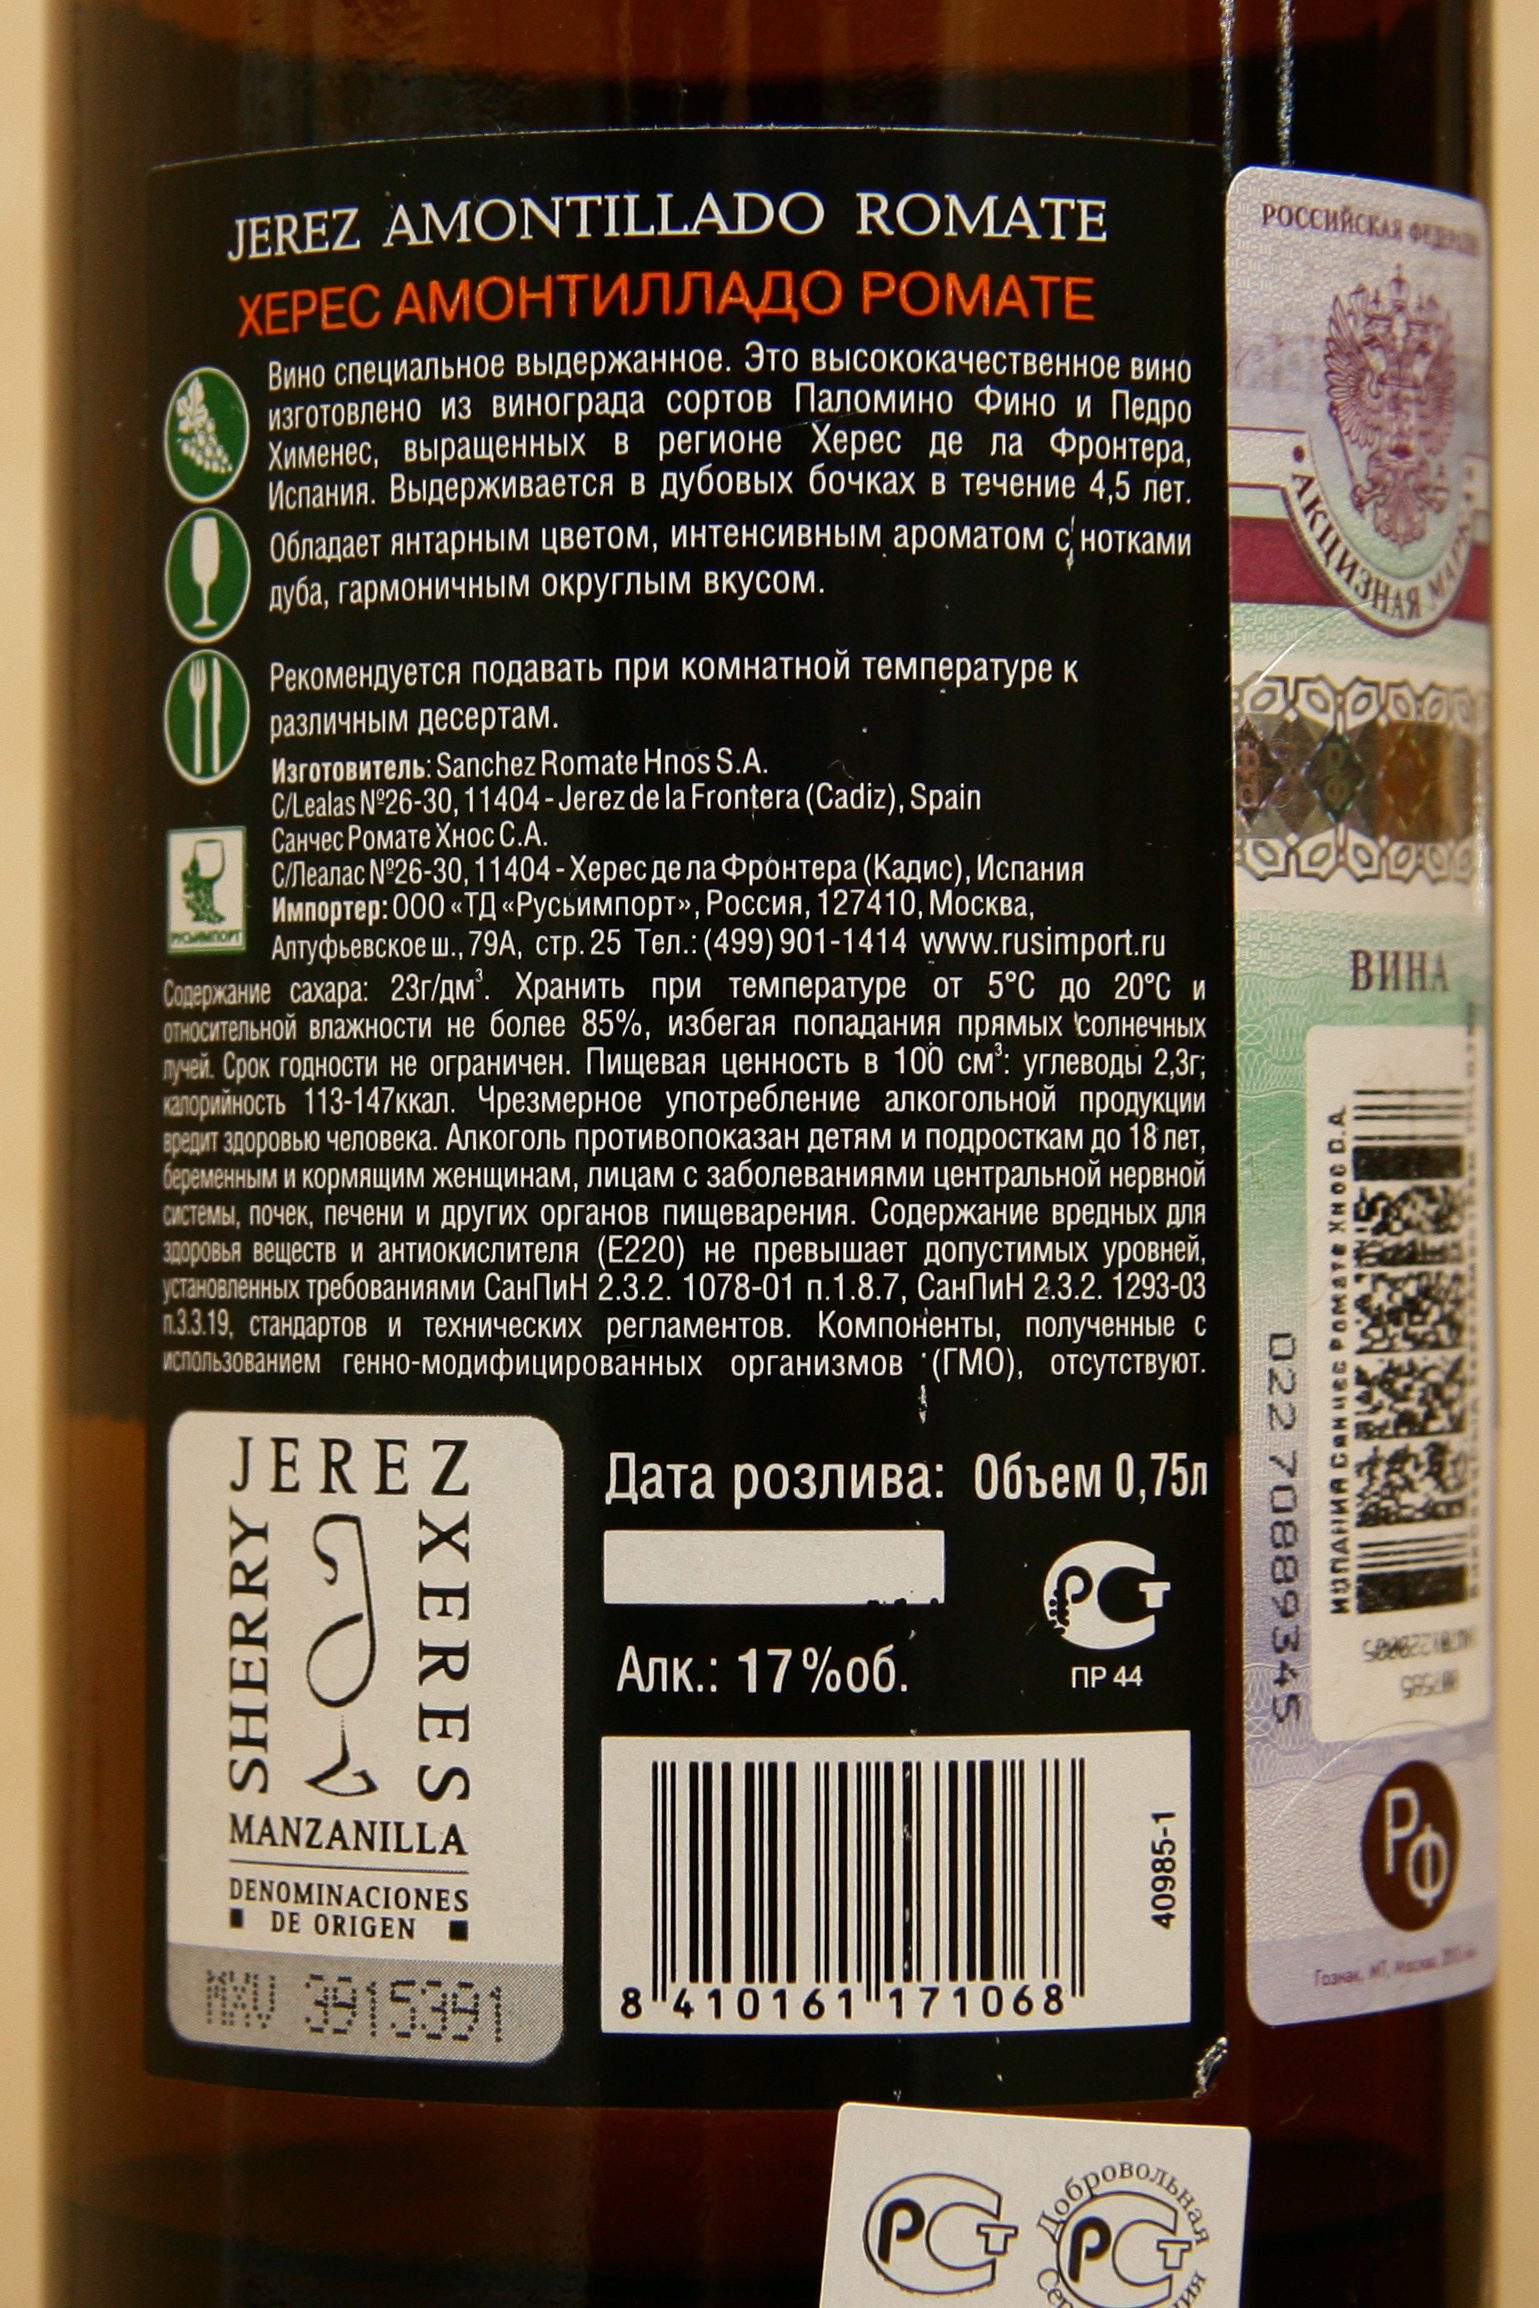 JEREZ AMONTILLADO ROMATE
ХЕРЕС АМОНТИЛЛАДО РОМАТЕ
Вино специальное выдержанное. Это высококачественное вино
изготовлено из винограда сортов Паломино Фино и Педро
Хименес, выращенных в регионе Херес де ла Фронтера,
Испания. Выдерживается в дубовых бочках в течение 4,5 лет.
Обладает янтарным цветом, интенсивным ароматом с нотками
дуба, гармоничным округлым вкусом.
Рекомендуется подавать при комнатной температуре к
различным десертам.
Изготовитель: Sanchez Romate Hnos S.A.
C/Lealas Nº26-30, 11404 - Jerez de la Frontera (Cadiz), Spain
Санчес Ромате Хнос С.А.
С/Леалас Nº26-30, 11404 - Херес де ла Фронтера (Кадис), Испания
Импортер: ООО «ТД «Русьимпорт», Россия, 127410, Москва,
Алтуфьевское ш., 79А, стр. 25 Тел.: (499) 901-1414 www.rusimport.ru
РУСЬИМПОРТ
Содержание сахара: 23г/дм³. Хранить при температуре от 5°С до 20°С и
относительной влажности не более 85%, избегая попадания прямых солнечных
лучей. Срок годности не ограничен. Пищевая ценность в 100 см³: углеводы 2,3г;
калорийность 113-147ккал. Чрезмерное употребление алкогольной продукции
вредит здоровью человека. Алкоголь противопоказан детям и подросткам до 18 лет,
беременным и кормящим женщинам, лицам с заболеваниями центральной нервной
системы, почек, печени и других органов пищеварения. Содержание вредных для
здоровья веществ и антиокислителя (Е220) не превышает допустимых уровней,
установленных требованиями СанПиН 2.3.2. 1078-01 п.1.8.7, СанПиН 2.3.2. 1293-03
п.3.3.19, стандартов и технических регламентов. Компоненты, полученные с
использованием генно-модифицированных организмов (ГМО), отсутствуют.
JEREZ
XERES
SHERRY
MANZANILLA
DENOMINACIONES
DE ORIGEN
MXU 3915391
Дата розлива: Объем 0,75л
Алк.: 17 %об.
РСТ
ПР 44
8 410161 171068
40985-1
РОССИЙСКАЯ
АКЦИЗНАЯ
ВИНА
022 70889345
Ромате Хнос
РФ
Гознак, МТ, Москва,
РСТ
Добровольная
РСТ